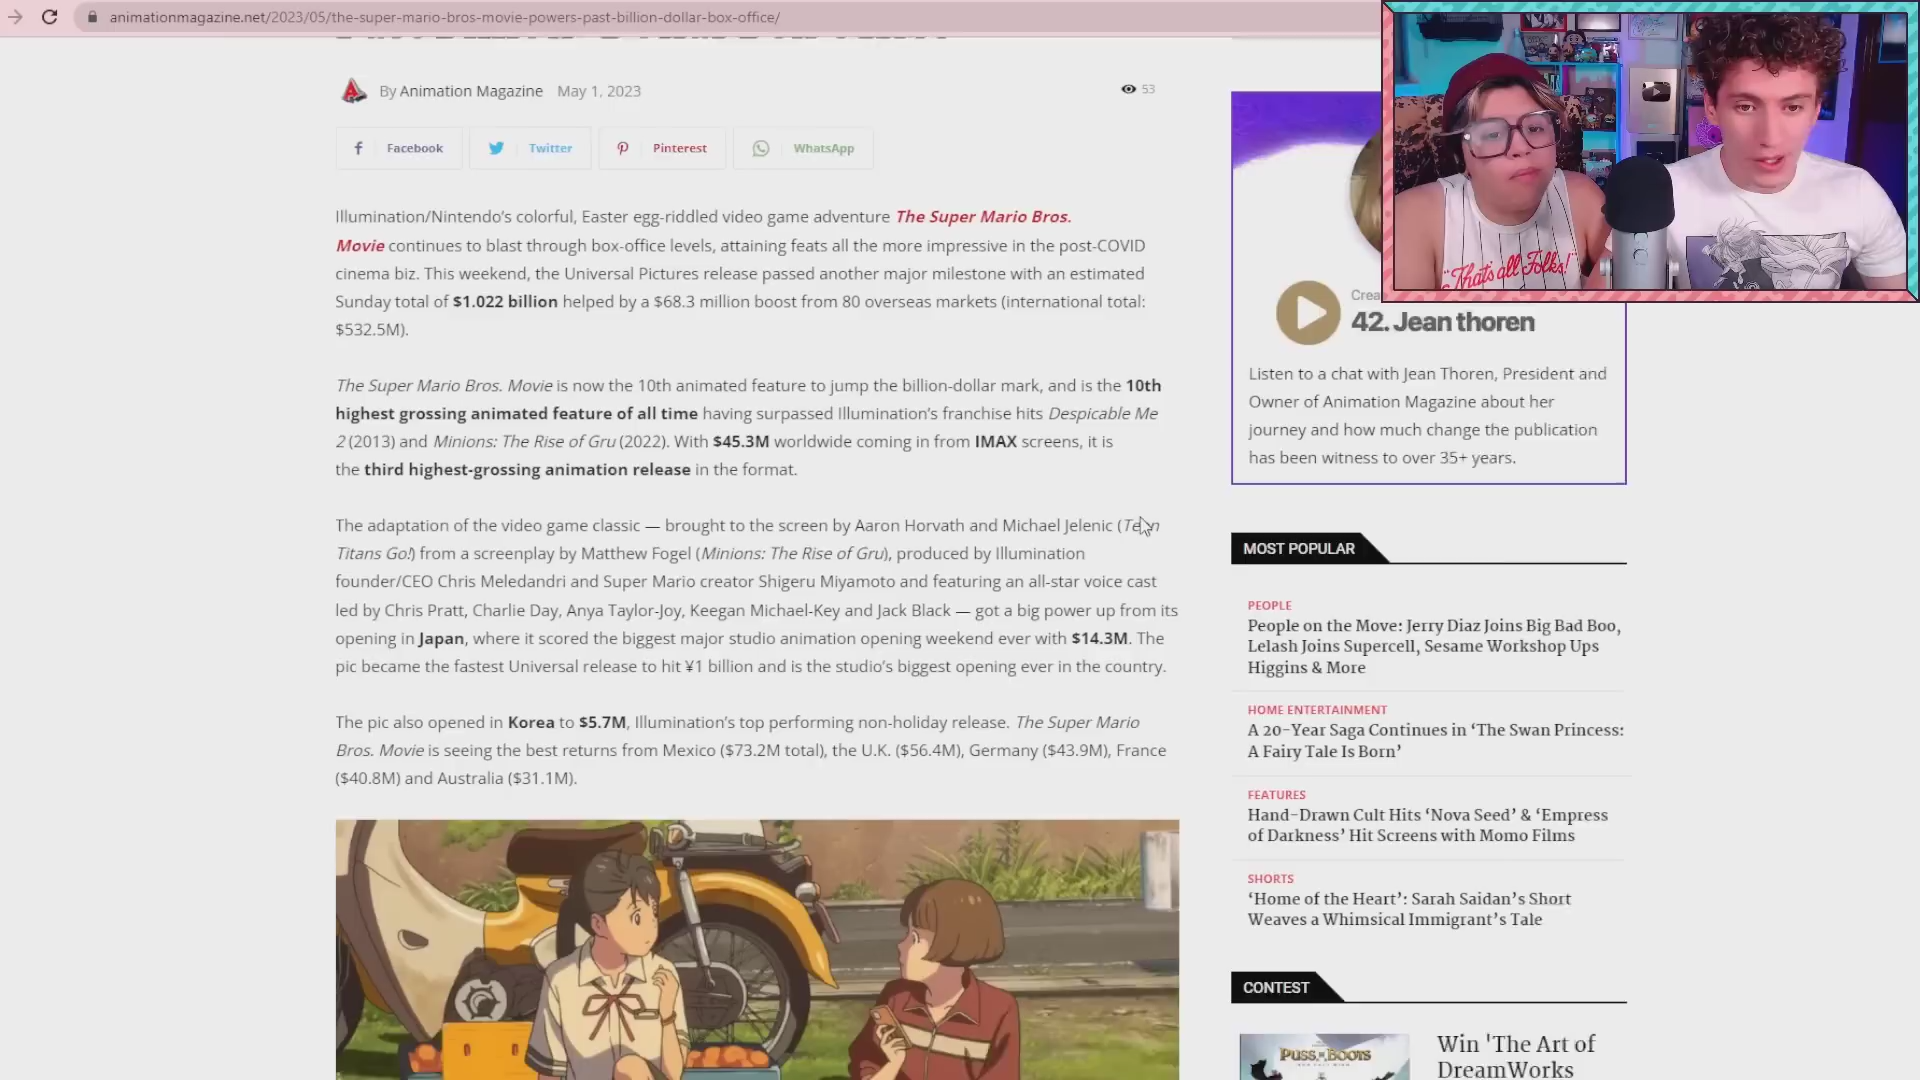 animationmagazine.net/2023/05/the-super-mario-bros-movie-powers-past-billion-dollar-box-office/
By Animation Magazine May 1, 2023
53
Facebook
Twitter
Pinterest
WhatsApp
Illumination/Nintendo’s colorful, Easter egg-riddled video game adventure The Super Mario Bros.
Movie continues to blast through box-office levels, attaining feats all the more impressive in the post-COVID
cinema biz. This weekend, the Universal Pictures release passed another major milestone with an estimated
Sunday total of $1.022 billion helped by a $68.3 million boost from 80 overseas markets (international total:
$532.5M).
The Super Mario Bros. Movie is now the 10th animated feature to jump the billion-dollar mark, and is the 10th
highest grossing animated feature of all time having surpassed Illumination’s franchise hits Despicable Me
2 (2013) and Minions: The Rise of Gru (2022). With $45.3M worldwide coming in from IMAX screens, it is
the third highest-grossing animation release in the format.
The adaptation of the video game classic — brought to the screen by Aaron Horvath and Michael Jelenic (Teen
Titans Go!) from a screenplay by Matthew Fogel (Minions: The Rise of Gru), produced by Illumination
founder/CEO Chris Meledandri and Super Mario creator Shigeru Miyamoto and featuring an all-star voice cast
led by Chris Pratt, Charlie Day, Anya Taylor-Joy, Keegan Michael-Key and Jack Black — got a big power up from its
opening in Japan, where it scored the biggest major studio animation opening weekend ever with $14.3M. The
pic became the fastest Universal release to hit ¥1 billion and is the studio’s biggest opening ever in the country.
The pic also opened in Korea to $5.7M, Illumination’s top performing non-holiday release. The Super Mario
Bros. Movie is seeing the best returns from Mexico ($73.2M total), the U.K. ($56.4M), Germany ($43.9M), France
($40.8M) and Australia ($31.1M).
"That's all Folks!"
42. Jean thoren
Listen to a chat with Jean Thoren, President and
Owner of Animation Magazine about her
journey and how much change the publication
has been witness to over 35+ years.
MOST POPULAR
PEOPLE
People on the Move: Jerry Diaz Joins Big Bad Boo,
Lelash Joins Supercell, Sesame Workshop Ups
Higgins & More
HOME ENTERTAINMENT
A 20-Year Saga Continues in ‘The Swan Princess:
A Fairy Tale Is Born’
FEATURES
Hand-Drawn Cult Hits ‘Nova Seed’ & ‘Empress
of Darkness’ Hit Screens with Momo Films
SHORTS
‘Home of the Heart’: Sarah Saidan’s Short
Weaves a Whimsical Immigrant’s Tale
CONTEST
PUSS IN BOOTS
Win 'The Art of
DreamWorks